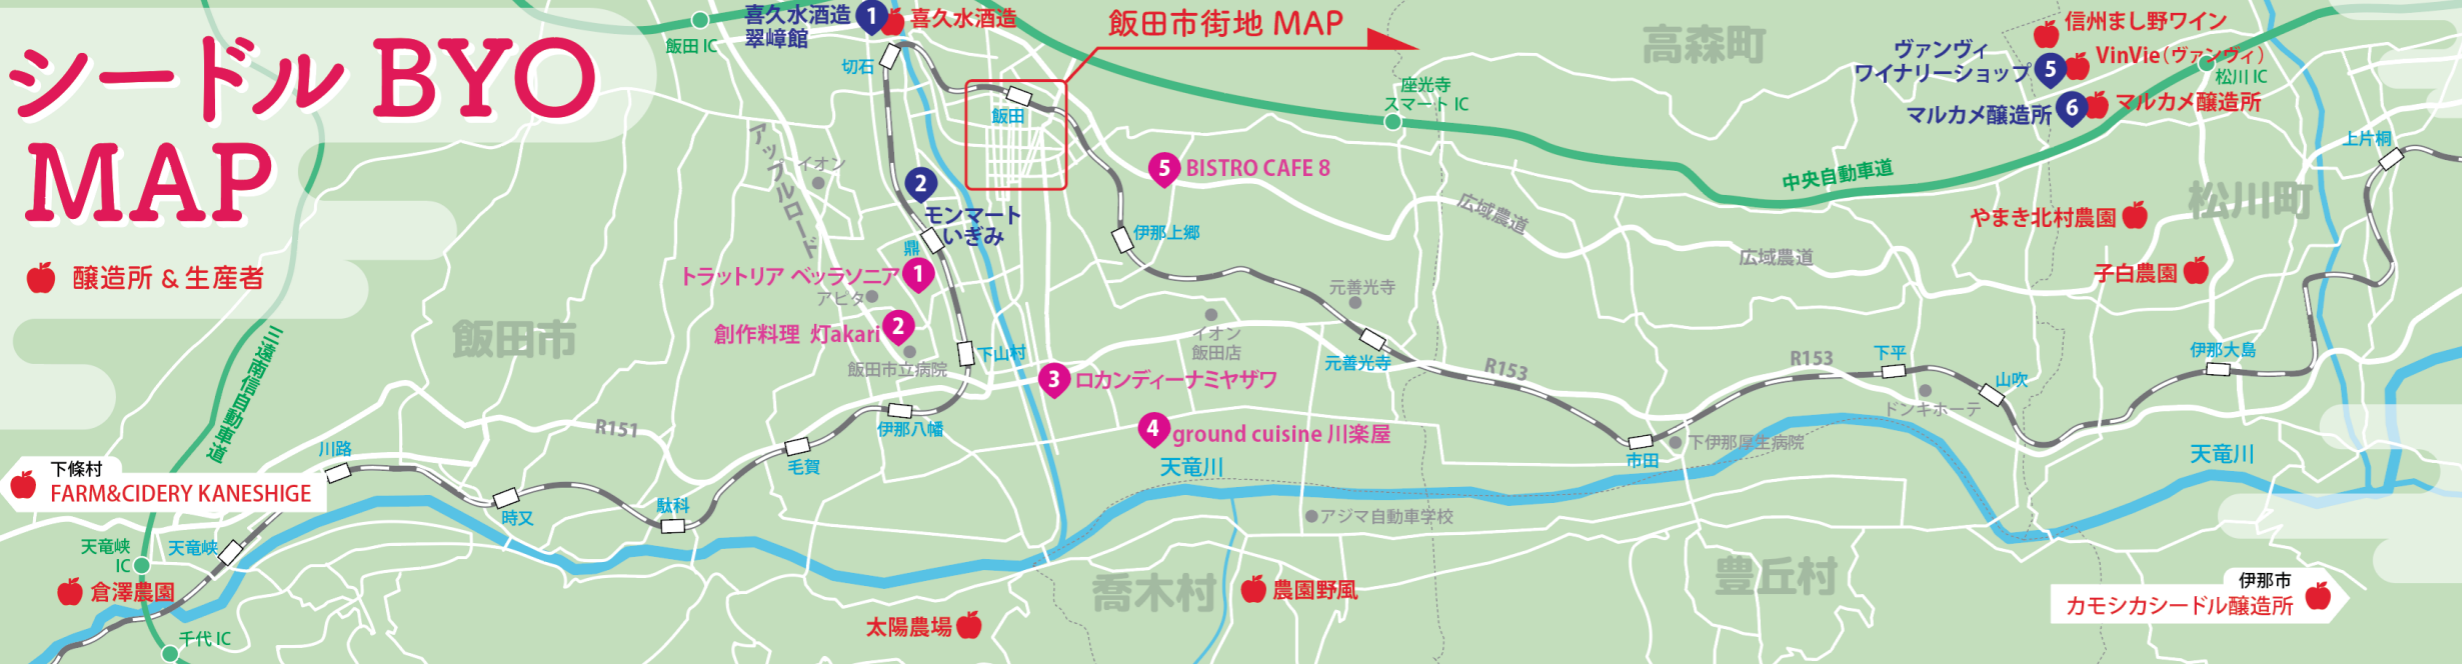 シードル BYO
MAP
醸造所 & 生産者
飯田市街地 MAP
喜久水酒造
翠嶂館
1
喜久水酒造
飯田 IC
切石
飯田
アップルロード
イオン
2
モンマート
いぎみ
鼎
トラットリア ベッラソニア
1
アピタ
創作料理 灯akari
2
飯田市立病院
下山村
飯田市
三遠南信自動車道
R151
伊那八幡
毛賀
駄科
時又
川路
下條村
FARM&CIDERY KANESHIGE
天竜峡
IC
天竜峡
倉澤農園
千代 IC
5
BISTRO CAFE 8
伊那上郷
座光寺
スマート IC
高森町
広域農道
広域農道
中央自動車道
元善光寺
イオン
飯田店
元善光寺
3
ロカンディーナミヤザワ
4
ground cuisine 川楽屋
天竜川
アジマ自動車学校
喬木村
農園野風
太陽農場
R153
R153
市田
下伊那厚生病院
下平
ドンキホーテ
山吹
豊丘村
信州まし野ワイン
ヴァンヴィ
ワイナリーショップ
5
VinVie（ヴァンヴィ）
松川 IC
マルカメ醸造所
6
マルカメ醸造所
上片桐
松川町
やまき北村農園
子白農園
伊那大島
天竜川
伊那市
カモシカシードル醸造所